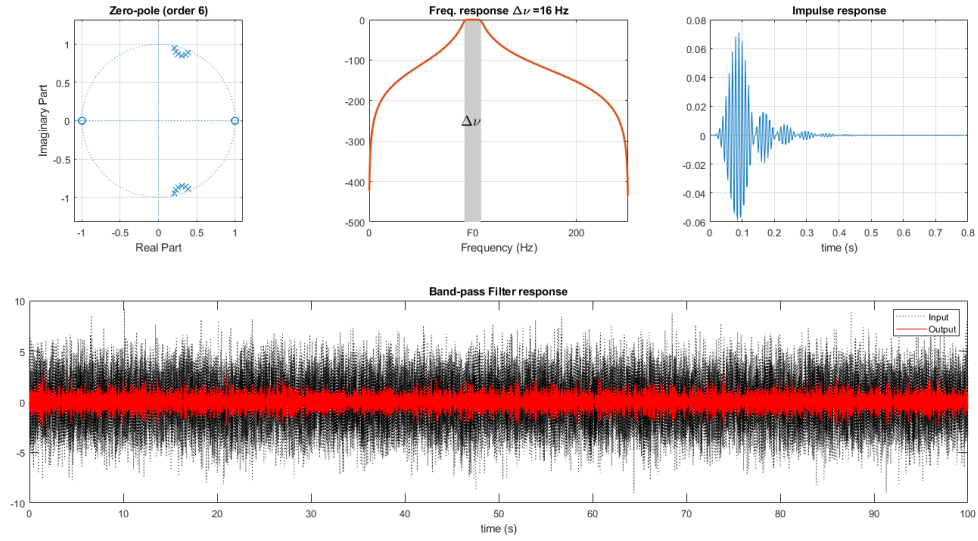 Zero-pole (order 6)
Imaginary Part
1
0.5
0
-0.5
-1
-1 -0.5 0 0.5 1
Real Part
Freq. response Δν =16 Hz
0
-100
-200
-300
-400
-500
Δν
0 F0 200
Frequency (Hz)
Impulse response
0.08
0.06
0.04
0.02
0
-0.02
-0.04
-0.06
0 0.1 0.2 0.3 0.4 0.5 0.6 0.7 0.8
time (s)
Band-pass Filter response
10
5
0
-5
-10
Input
Output
0 10 20 30 40 50 60 70 80 90 100
time (s)